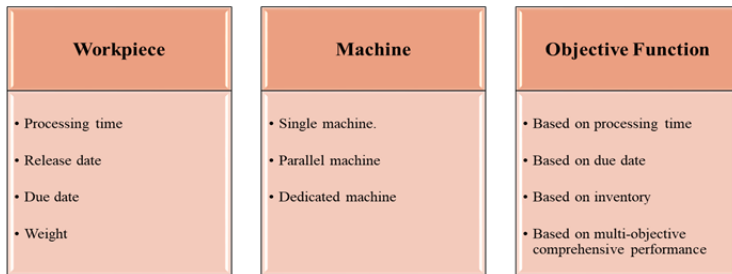 Workpiece
• Processing time
• Release date
• Due date
• Weight
Machine
• Single machine.
• Parallel machine
• Dedicated machine
Objective Function
• Based on processing time
• Based on due date
• Based on inventory
• Based on multi-objective
comprehensive performance